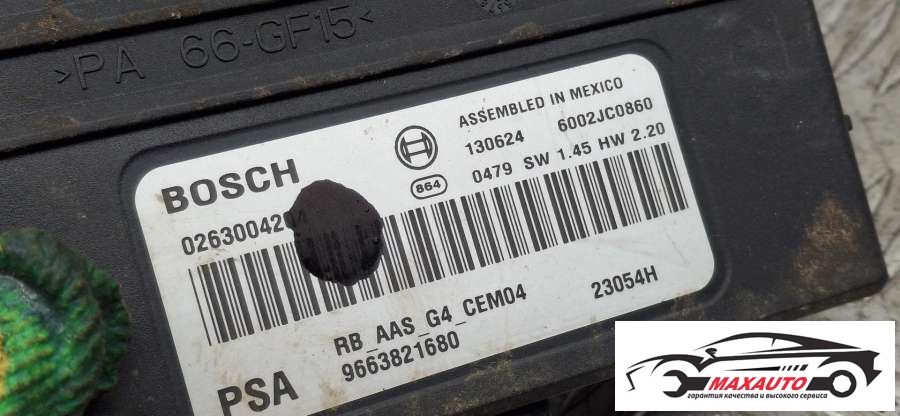 >PA 66-GF15<
ASSEMBLED IN MEXICO
130624 6002JC0860
864 0479 SW 1.45 HW 2.20
BOSCH
RB_AAS_G4_CEM04
23054H
PSA 9663821680
MAXAUTO
гарантия качества и высокого сервиса